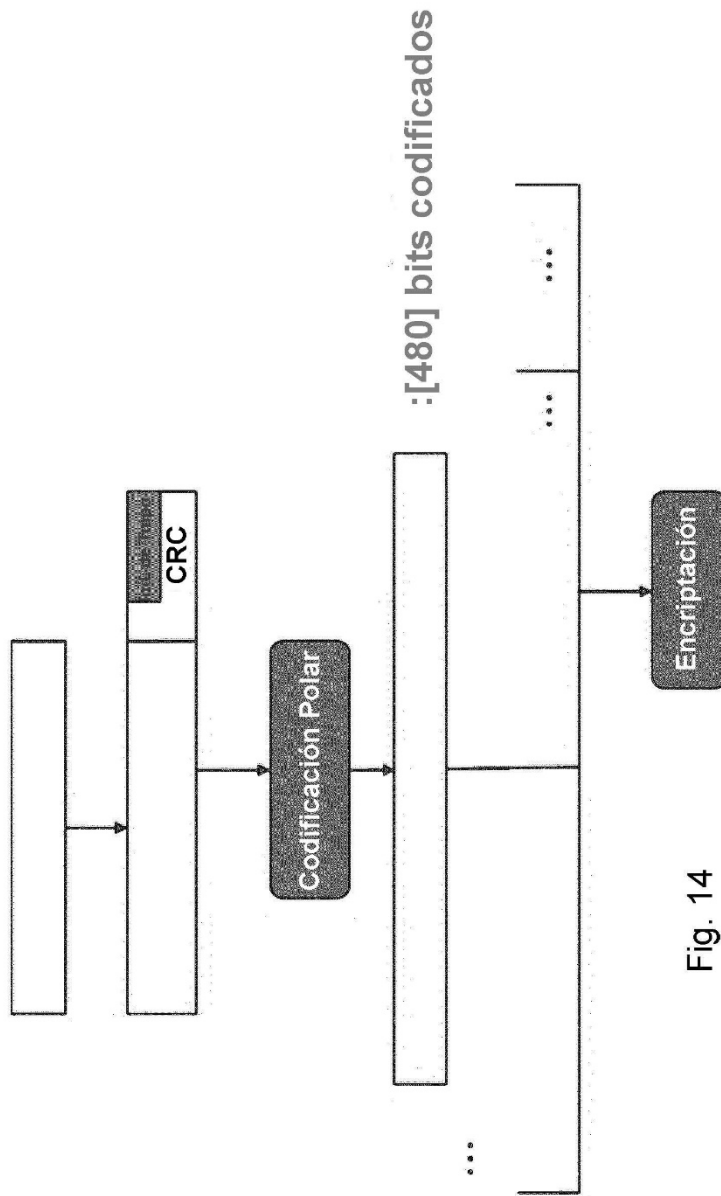 CRC
Codificación Polar
:[480] bits codificados
...
...
...
Encriptación
Fig. 14